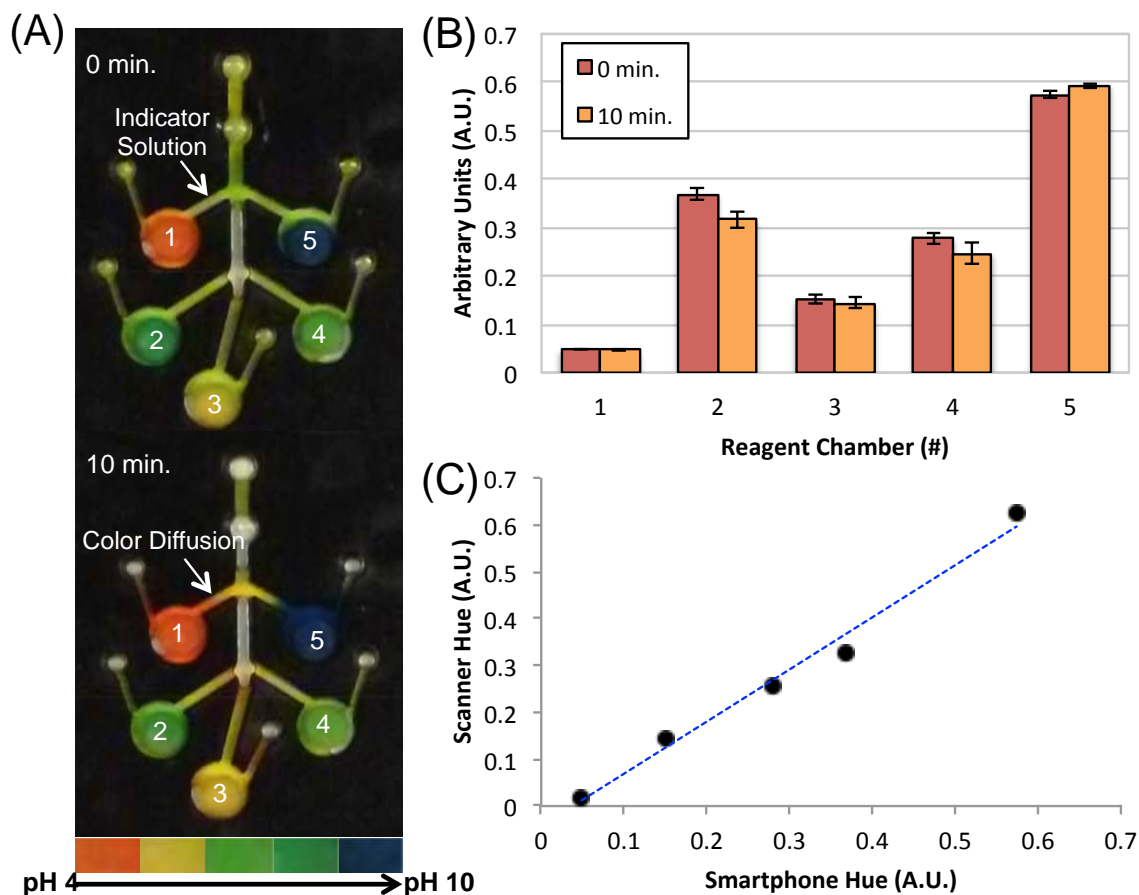 (A)
0 min.
Indicator
Solution
1
5
2
4
3
10 min.
Color Diffusion
1
5
2
4
3
pH 4
pH 10
(B)
0.7
0.6
0.5
0.4
0.3
0.2
0.1
0
Arbitrary Units (A.U.)
0 min.
10 min.
1 2 3 4 5
Reagent Chamber (#)
(C)
0.7
0.6
0.5
0.4
0.3
0.2
0.1
0
Scanner Hue (A.U.)
0 0.1 0.2 0.3 0.4 0.5 0.6 0.7
Smartphone Hue (A.U.)